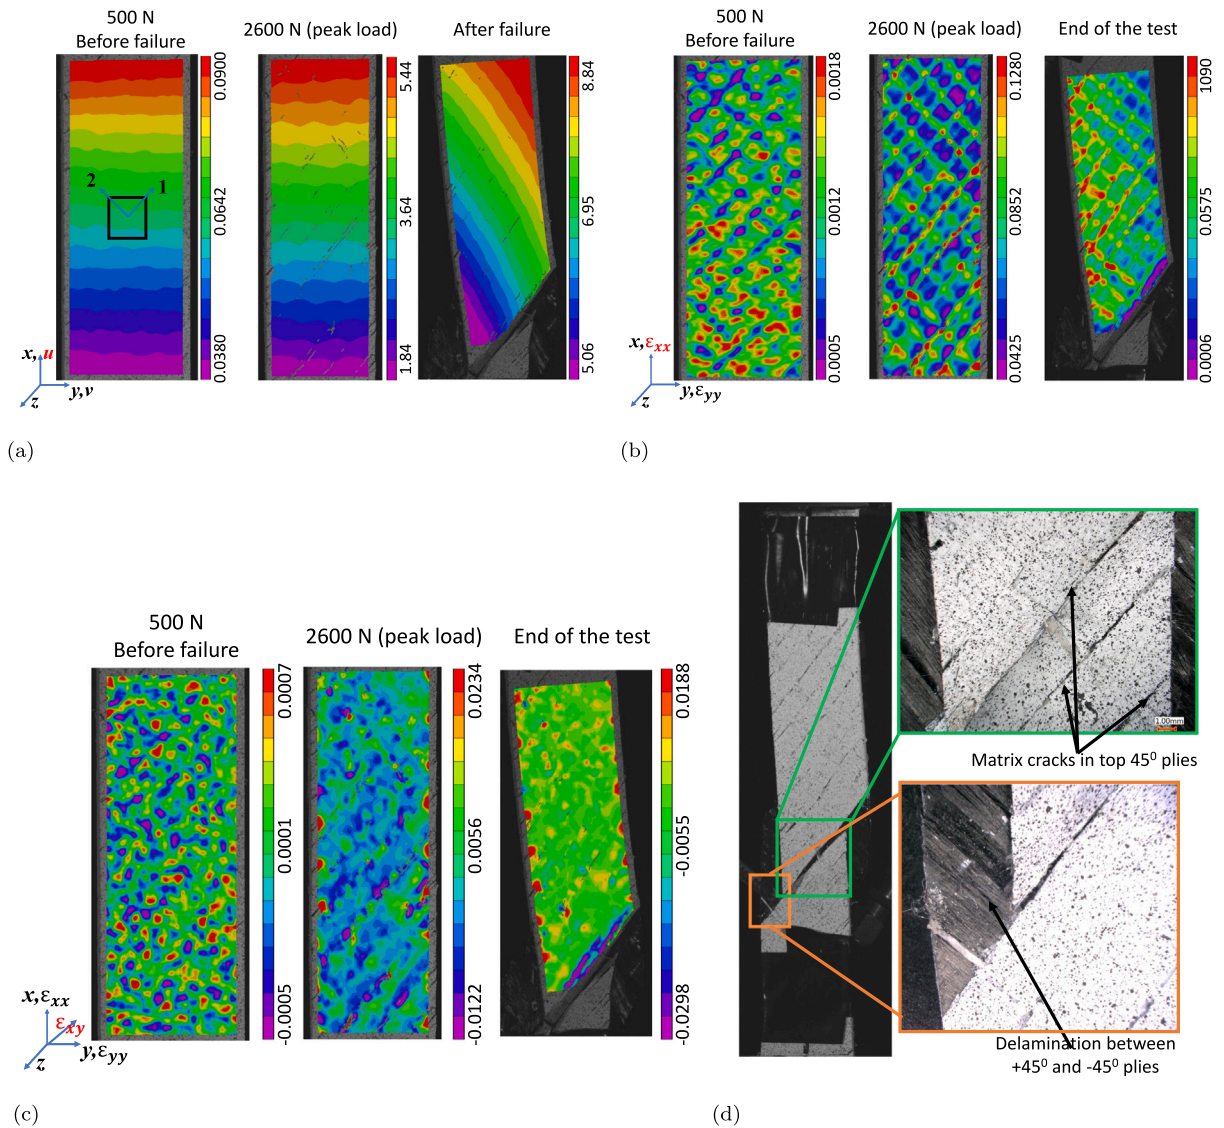 500 N
Before failure
2600 N (peak load)
After failure
0.0900
0.0642
0.0380
5.44
3.64
1.84
8.84
6.95
5.06
2
1
x, u
y,v
z
(a)
500 N
Before failure
2600 N (peak load)
End of the test
0.0018
0.0012
0.0005
0.1280
0.0852
0.0425
1090
0.0575
0.0006
x,εxx
y,εyy
z
(b)
500 N
Before failure
2600 N (peak load)
End of the test
0.0007
0.0001
-0.0005
0.0234
0.0056
-0.0122
0.0188
-0.0055
-0.0298
x,εxx
εxy
y,εyy
z
(c)
1.00mm
Matrix cracks in top 45⁰ plies
Delamination between
+45⁰ and -45⁰ plies
(d)